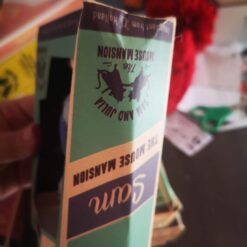 The
MOUSE MANSION
SAM AND JULIA
Sam
THE MOUSE MANSION